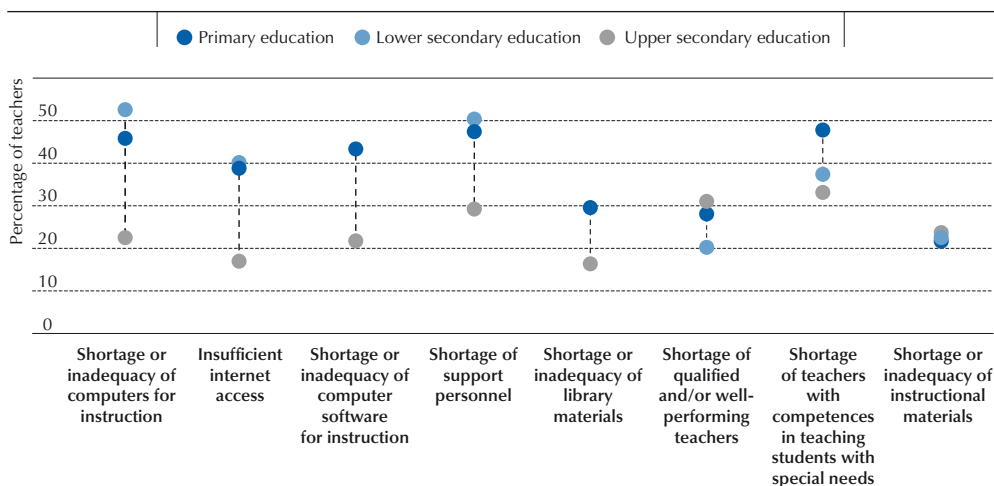 Primary education Lower secondary education Upper secondary education
Percentage of teachers
50
40
30
20
10
0
Shortage or
inadequacy of
computers for
instruction
Insufficient
internet
access
Shortage or
inadequacy of
computer
software
for instruction
Shortage of
support
personnel
Shortage or
inadequacy of
library
materials
Shortage of
qualified
and/or well-
performing
teachers
Shortage
of teachers
with
competences
in teaching
students with
special needs
Shortage or
inadequacy of
instructional
materials